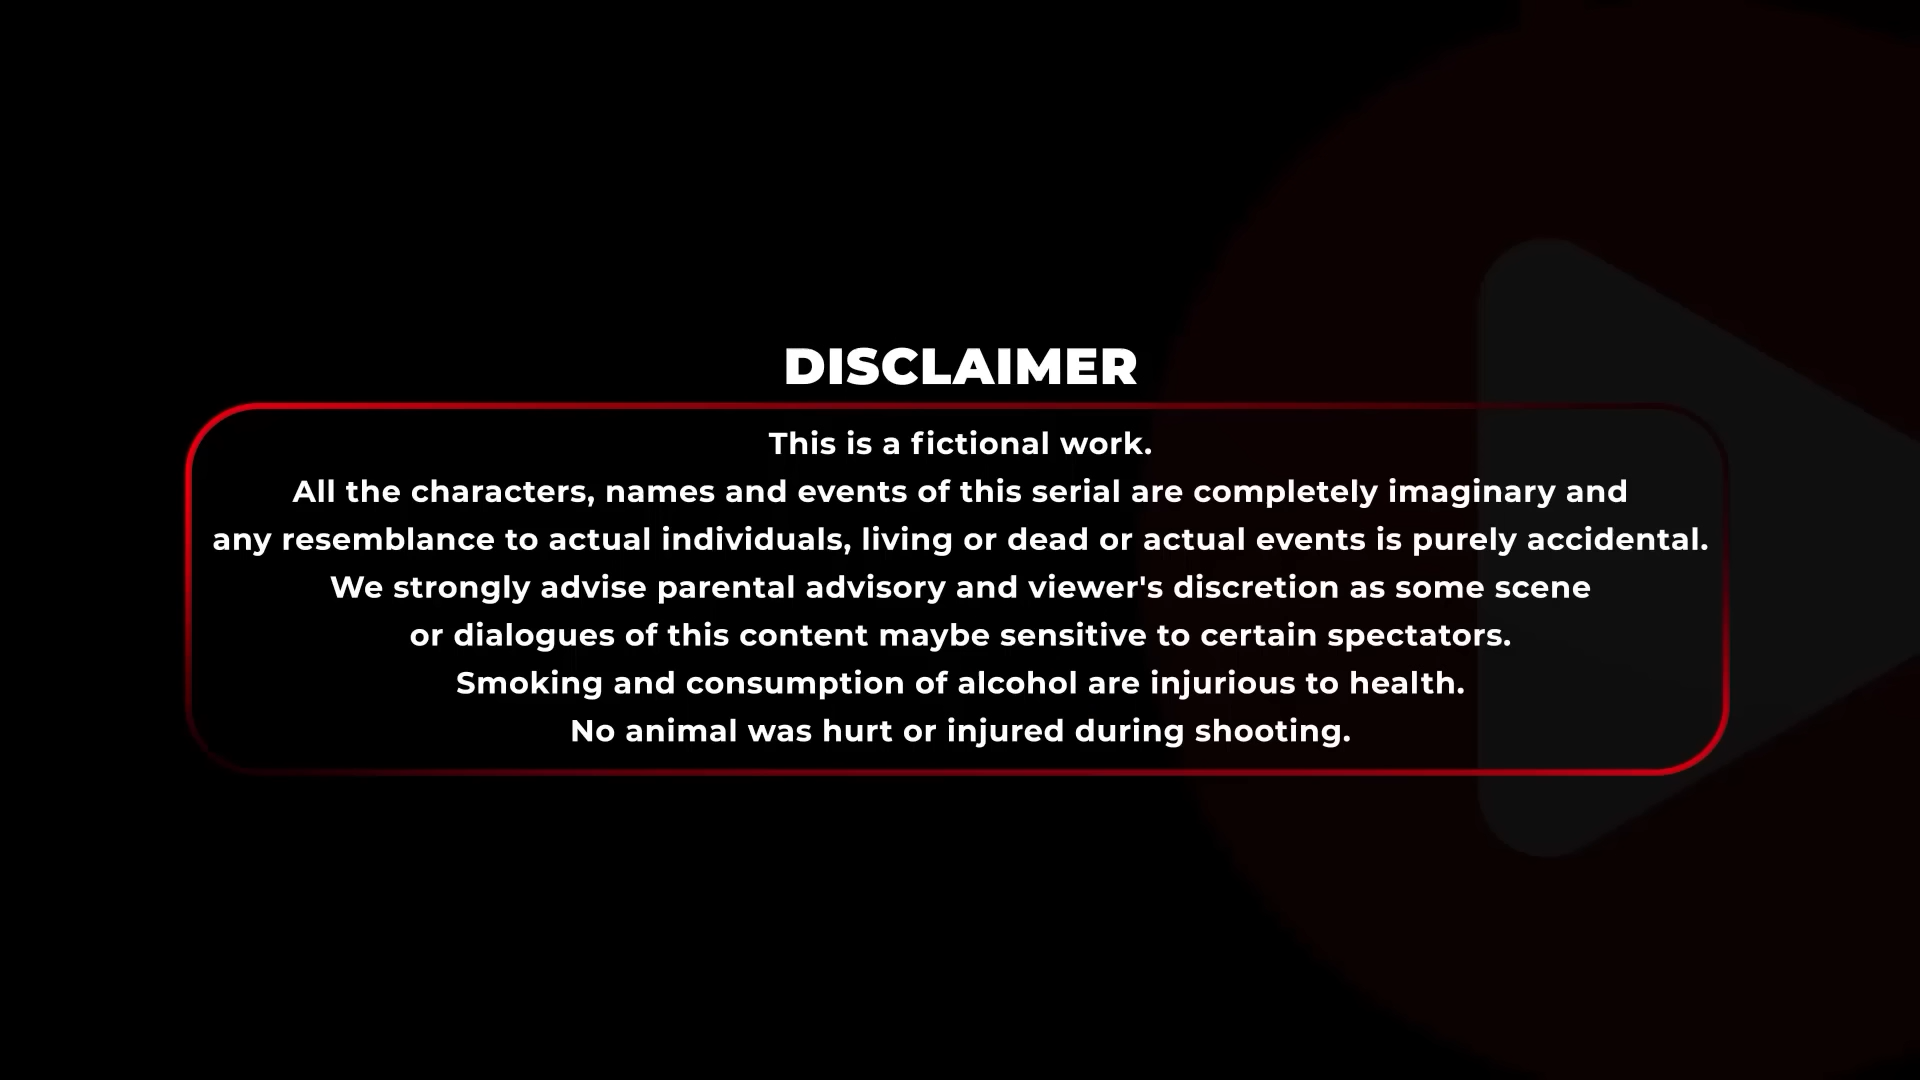 DISCLAIMER
This is a fictional work.
All the characters, names and events of this serial are completely imaginary and
any resemblance to actual individuals, living or dead or actual events is purely accidental.
We strongly advise parental advisory and viewer's discretion as some scene
or dialogues of this content maybe sensitive to certain spectators.
Smoking and consumption of alcohol are injurious to health.
No animal was hurt or injured during shooting.